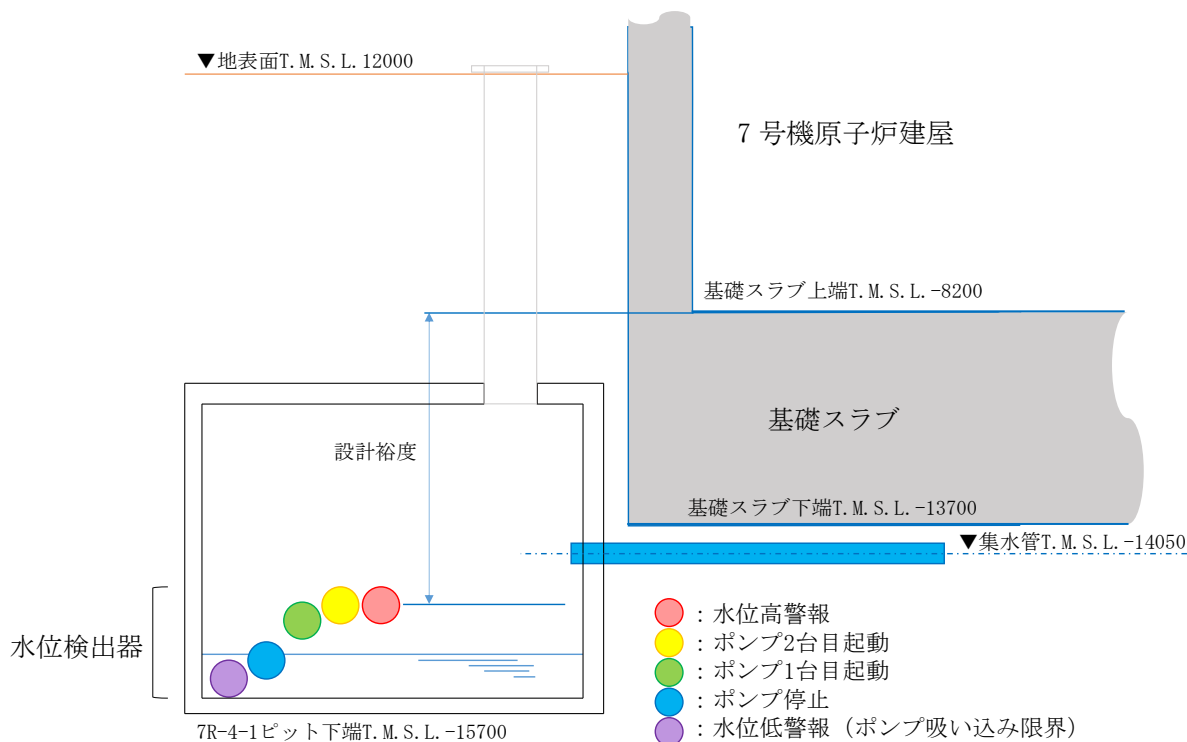 ▼地表面T.M.S.L.12000
7号機原子炉建屋
基礎スラブ上端T.M.S.L.-8200
基礎スラブ
設計裕度
基礎スラブ下端T.M.S.L.-13700
▼集水管T.M.S.L.-14050
水位検出器
：水位高警報
：ポンプ2台目起動
：ポンプ1台目起動
：ポンプ停止
：水位低警報（ポンプ吸い込み限界）
7R-4-1ピット下端T.M.S.L.-15700